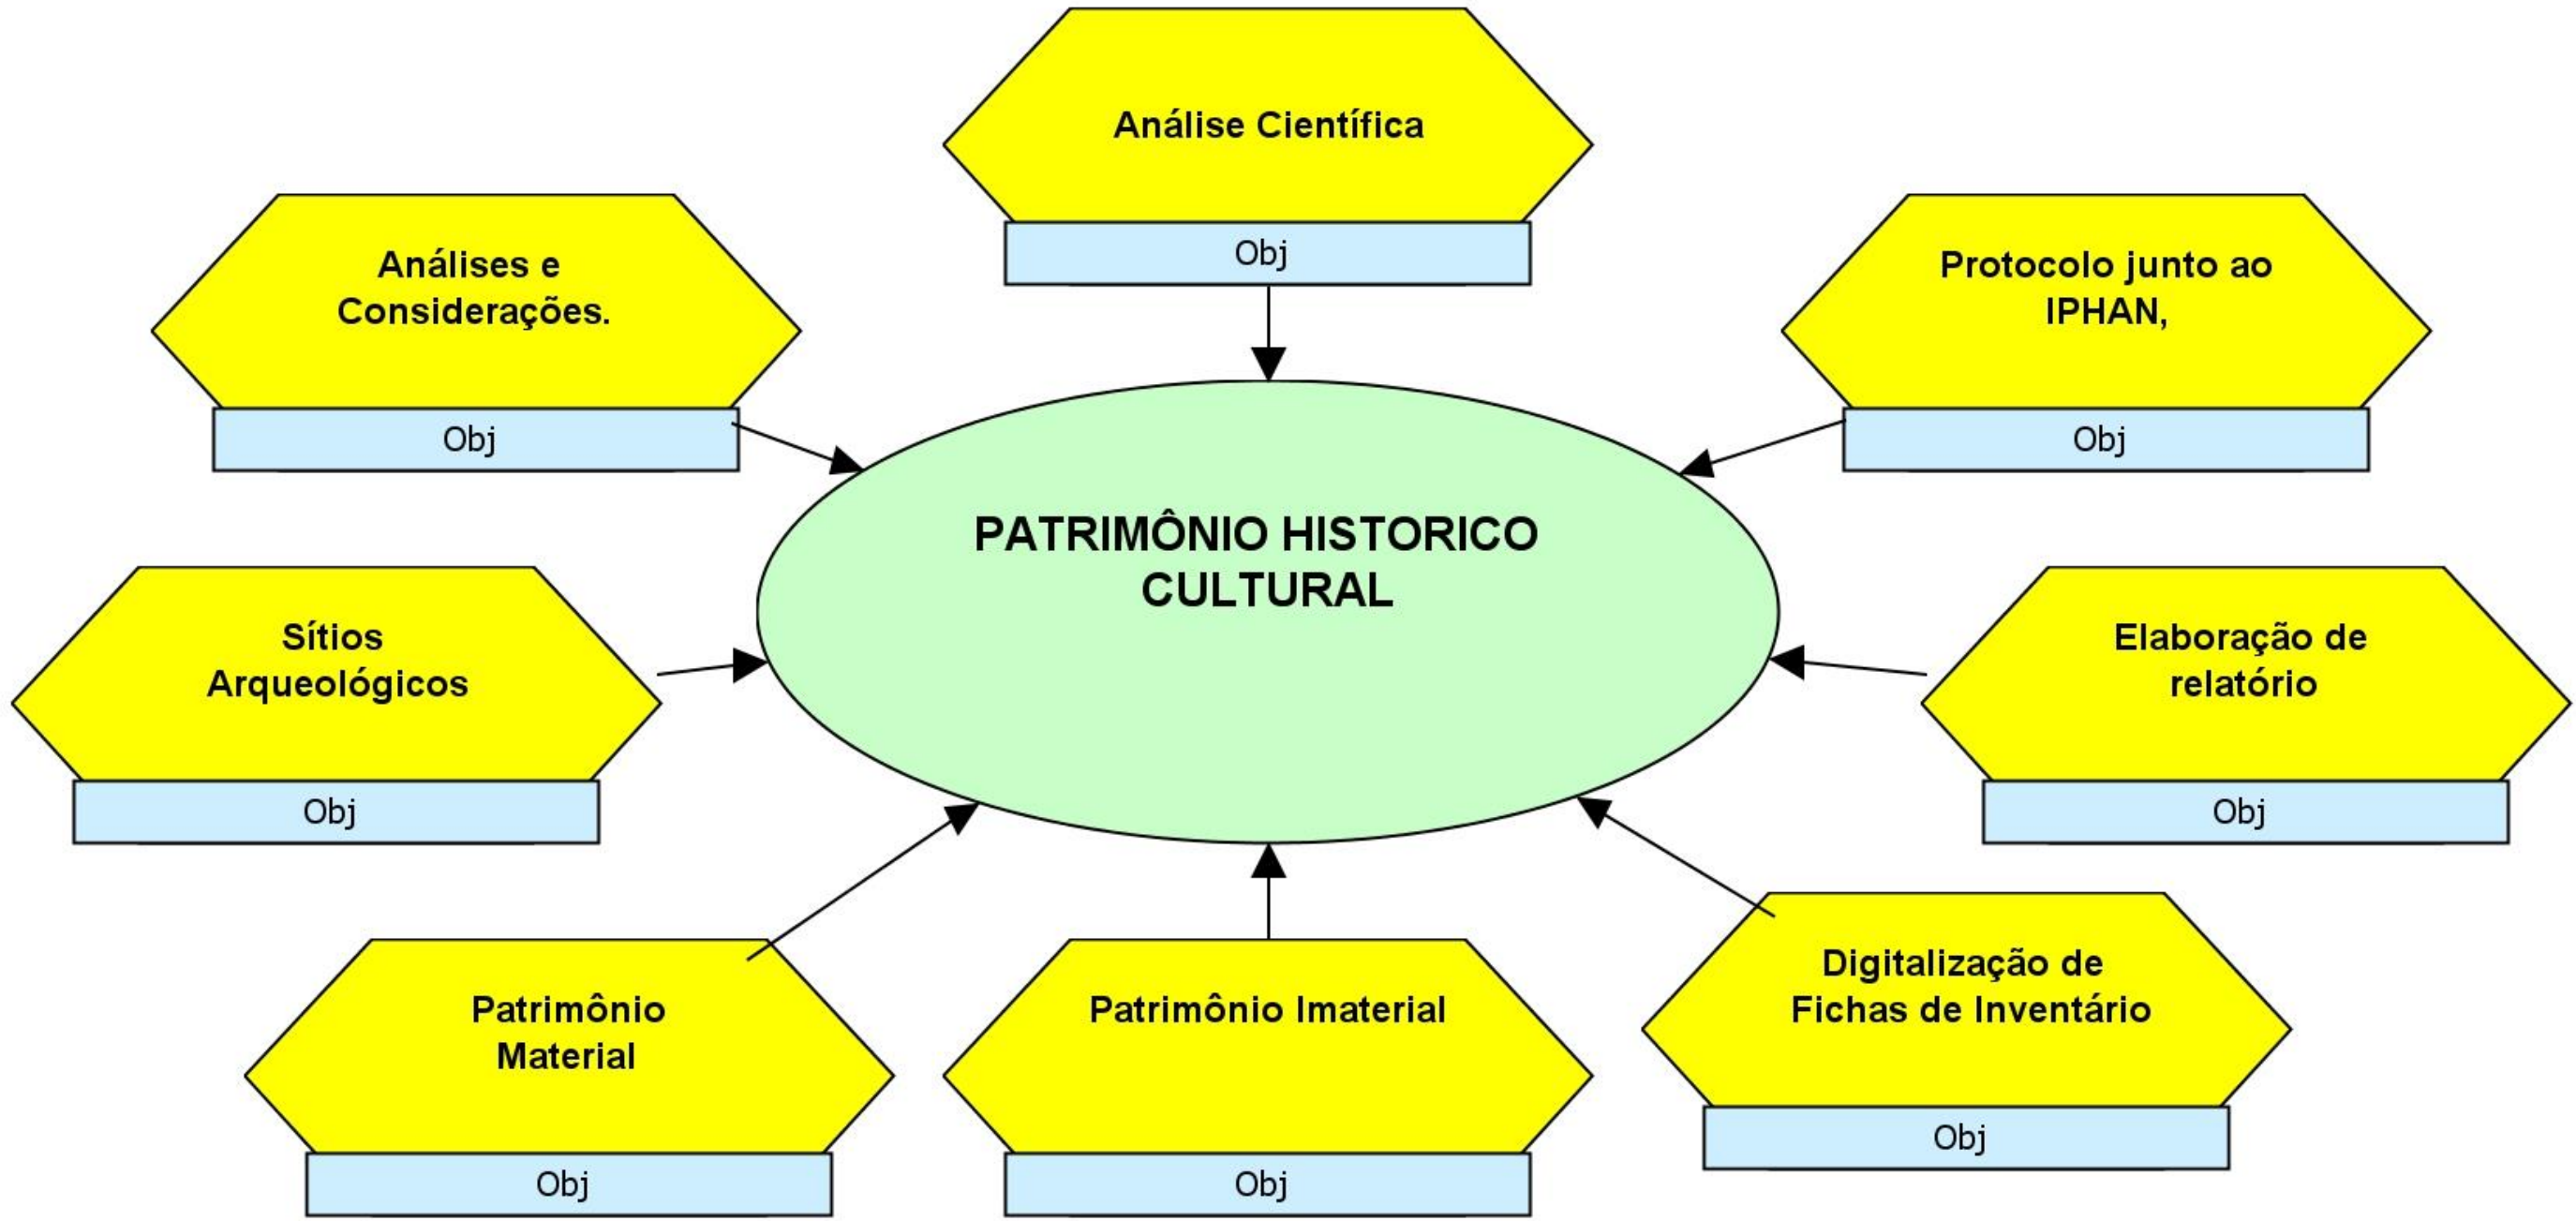 Análise Científica
Obj
Análises e
Considerações.
Obj
Protocolo junto ao
IPHAN,
Obj
PATRIMÔNIO HISTORICO
CULTURAL
Sítios
Arqueológicos
Obj
Elaboração de
relatório
Obj
Patrimônio
Material
Obj
Patrimônio Imaterial
Obj
Digitalização de
Fichas de Inventário
Obj